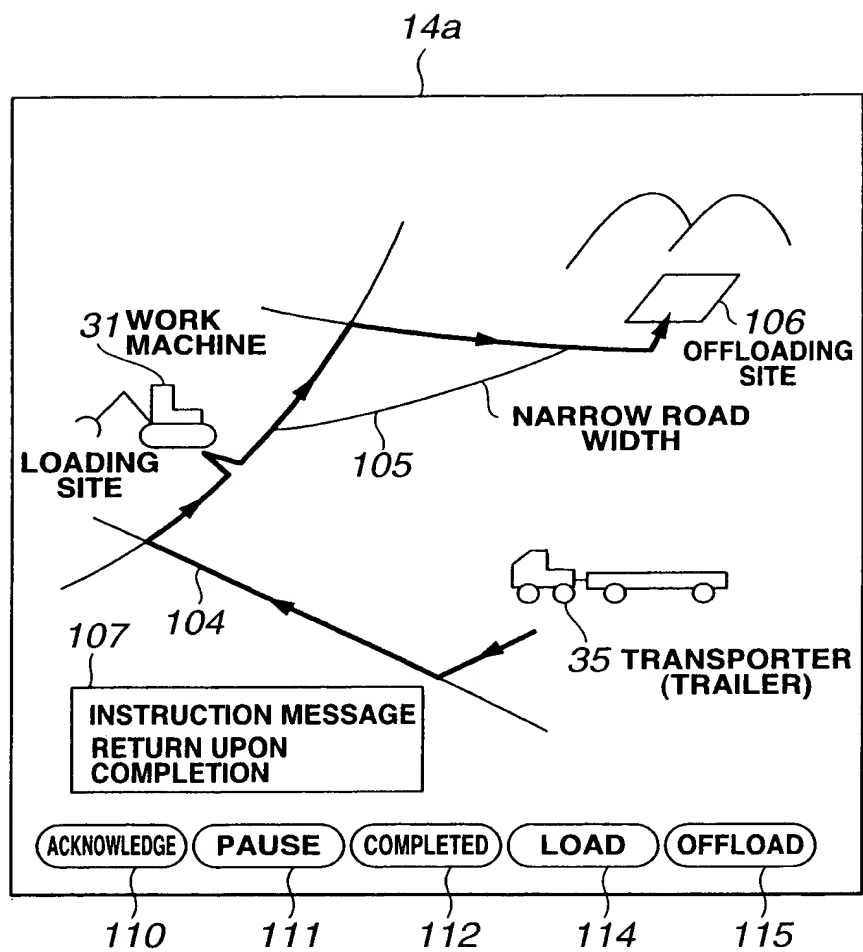 14a
31 WORK
MACHINE
106
OFFLOADING
SITE
NARROW ROAD
WIDTH
105
LOADING
SITE
104
35 TRANSPORTER
(TRAILER)
107
INSTRUCTION MESSAGE
RETURN UPON
COMPLETION
ACKNOWLEDGE PAUSE COMPLETED LOAD OFFLOAD
110 111 112 114 115